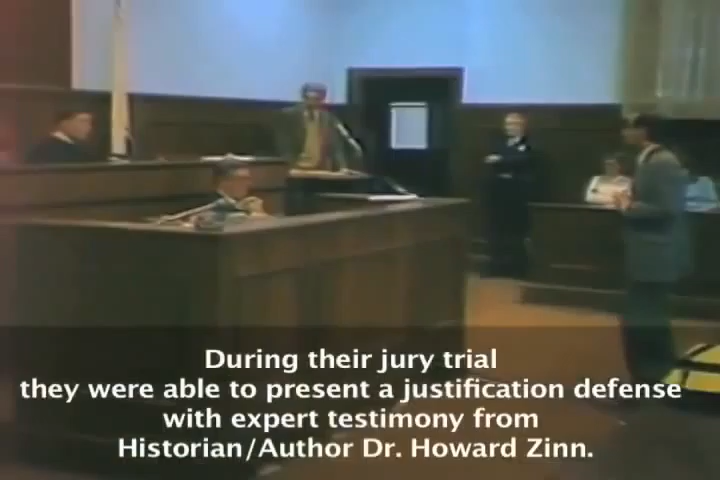 During their jury trial
they were able to present a justification defense
with expert testimony from
Historian/Author Dr. Howard Zinn.